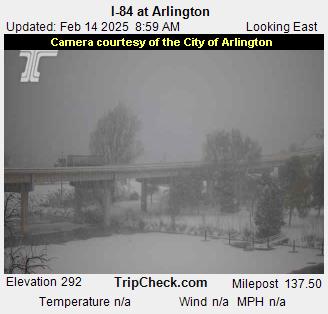 I-84 at Arlington
Updated: Feb 14 2025 8:59 AM Looking East
Camera courtesy of the City of Arlington
Elevation 292 TripCheck.com Milepost 137.50
Temperature n/a Wind n/a MPH n/a